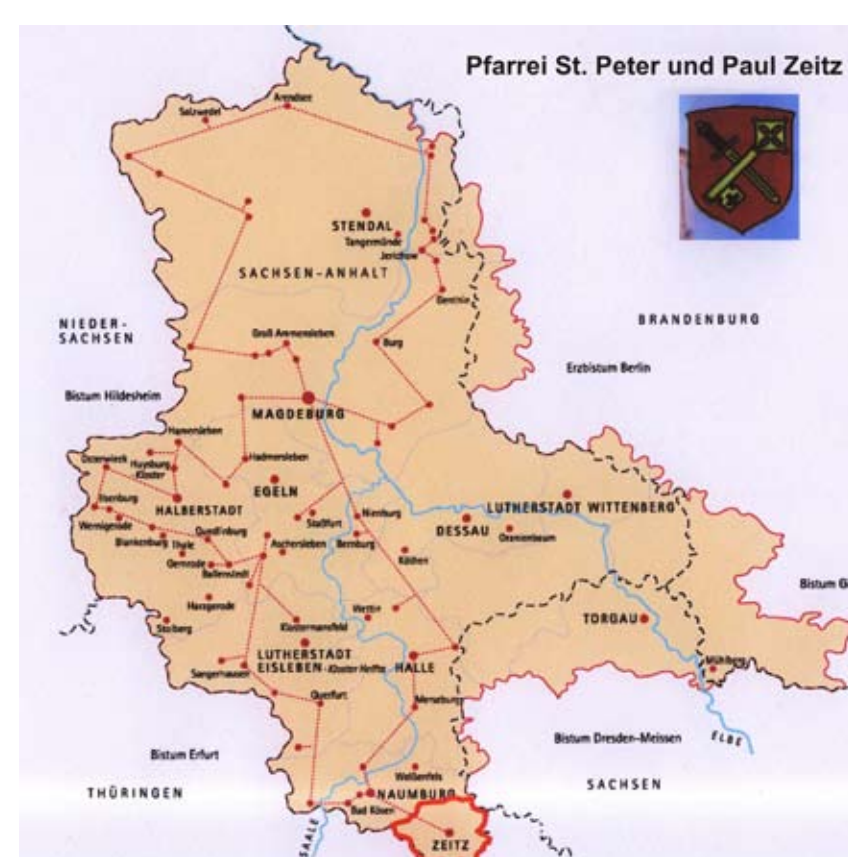 Pfarrei St. Peter und Paul Zeitz
Arendsee
Salzwedel
STENDAL
Tangermünde
Jerichow
SACHSEN-ANHALT
Genthin
NIEDER-
SACHSEN
BRANDENBURG
Groß Ammensleben
Burg
Erzbistum Berlin
Bistum Hildesheim
MAGDEBURG
Hamersleben
Osterwieck
Huysburg
Kloster
Hadmersleben
EGELN
Ilsenburg
HALBERSTADT
LUTHERSTADT WITTENBERG
Nienburg
Staßfurt
Wernigerode
Quedlinburg
DESSAU
Oranienbaum
Blankenburg
Thale
Aschersleben
Bernburg
Gernrode
Köthen
Ballenstedt
Bistum G
Harzgerode
Wettin
Stolberg
Klostermansfeld
TORGAU
LUTHERSTADT
EISLEBEN - Kloster Helfta
HALLE
Mühlberg
Sangerhausen
Querfurt
Merseburg
ELBE
Bistum Dresden-Meissen
Bistum Erfurt
Weißenfels
SACHSEN
THÜRINGEN
NAUMBURG
Bad Kösen
SAALE
ZEITZ